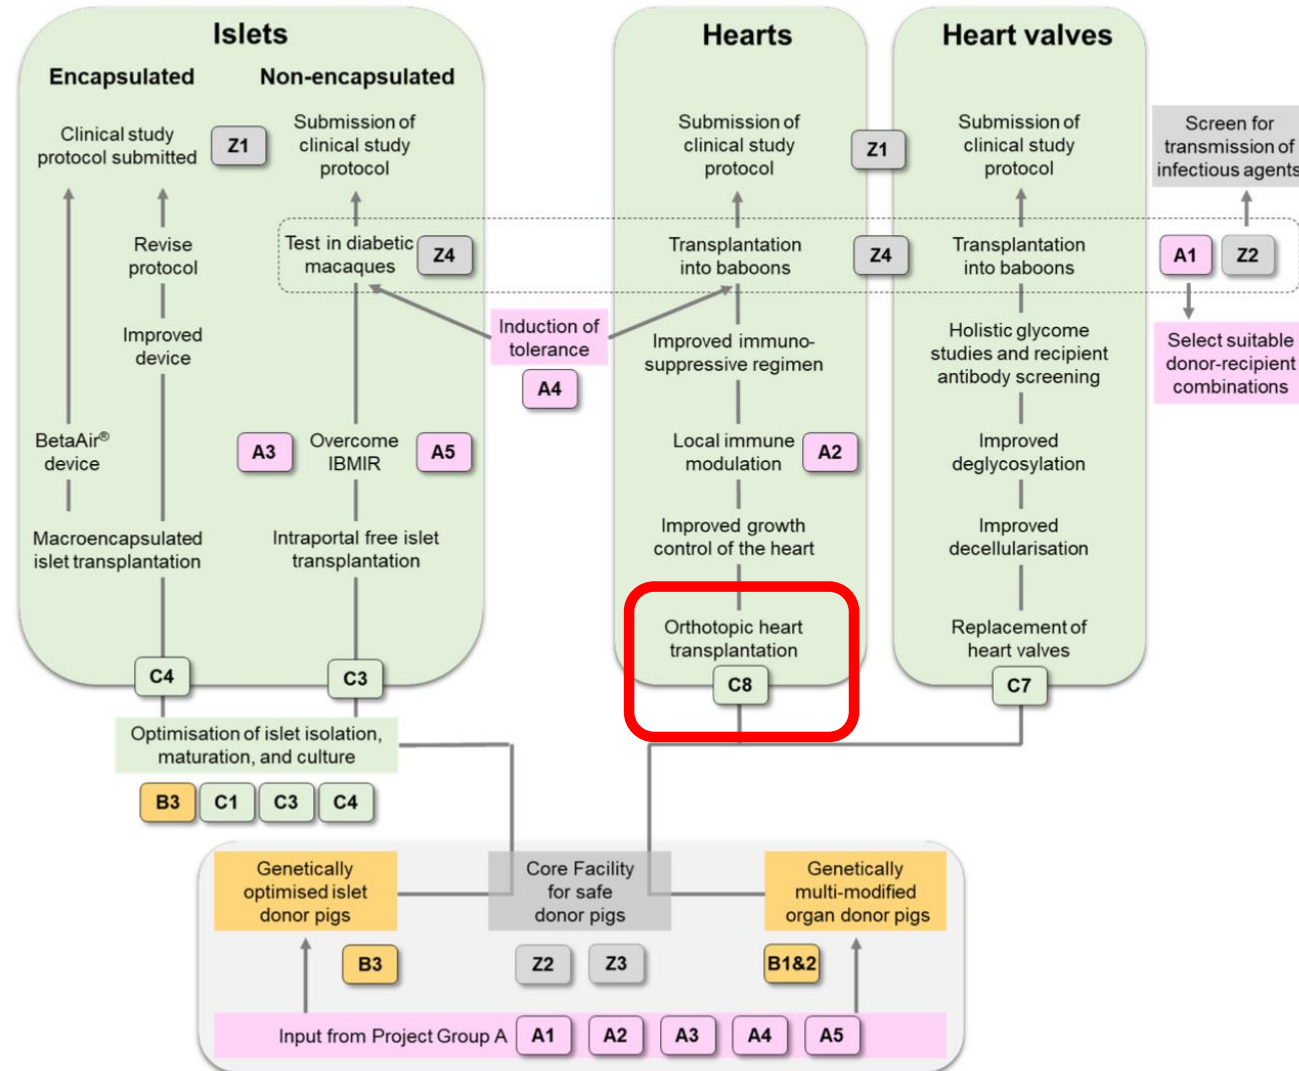 Islets
Encapsulated
Non-encapsulated
Clinical study
protocol submitted
Z1
Submission of
clinical study
protocol
Revise
protocol
Test in diabetic
macaques
Z4
Improved
device
BetaAir®
device
A3
Overcome
IBMIR
A5
Macroencapsulated
islet transplantation
Intraportal free islet
transplantation
C4
C3
Induction of
tolerance
A4
Hearts
Submission of
clinical study
protocol
Z1
Transplantation
into baboons
Z4
Improved immuno-
suppressive regimen
Local immune
modulation
A2
Improved growth
control of the heart
Orthotopic heart
transplantation
C8
Heart valves
Submission of
clinical study
protocol
Transplantation
into baboons
Holistic glycome
studies and recipient
antibody screening
Improved
deglycosylation
Improved
decellularisation
Replacement of
heart valves
C7
Screen for
transmission of
infectious agents
A1
Z2
Select suitable
donor-recipient
combinations
Optimisation of islet isolation,
maturation, and culture
B3
C1
C3
C4
Genetically
optimised islet
donor pigs
B3
Core Facility
for safe
donor pigs
Z2
Z3
Genetically
multi-modified
organ donor pigs
B1&2
Input from Project Group A
A1
A2
A3
A4
A5